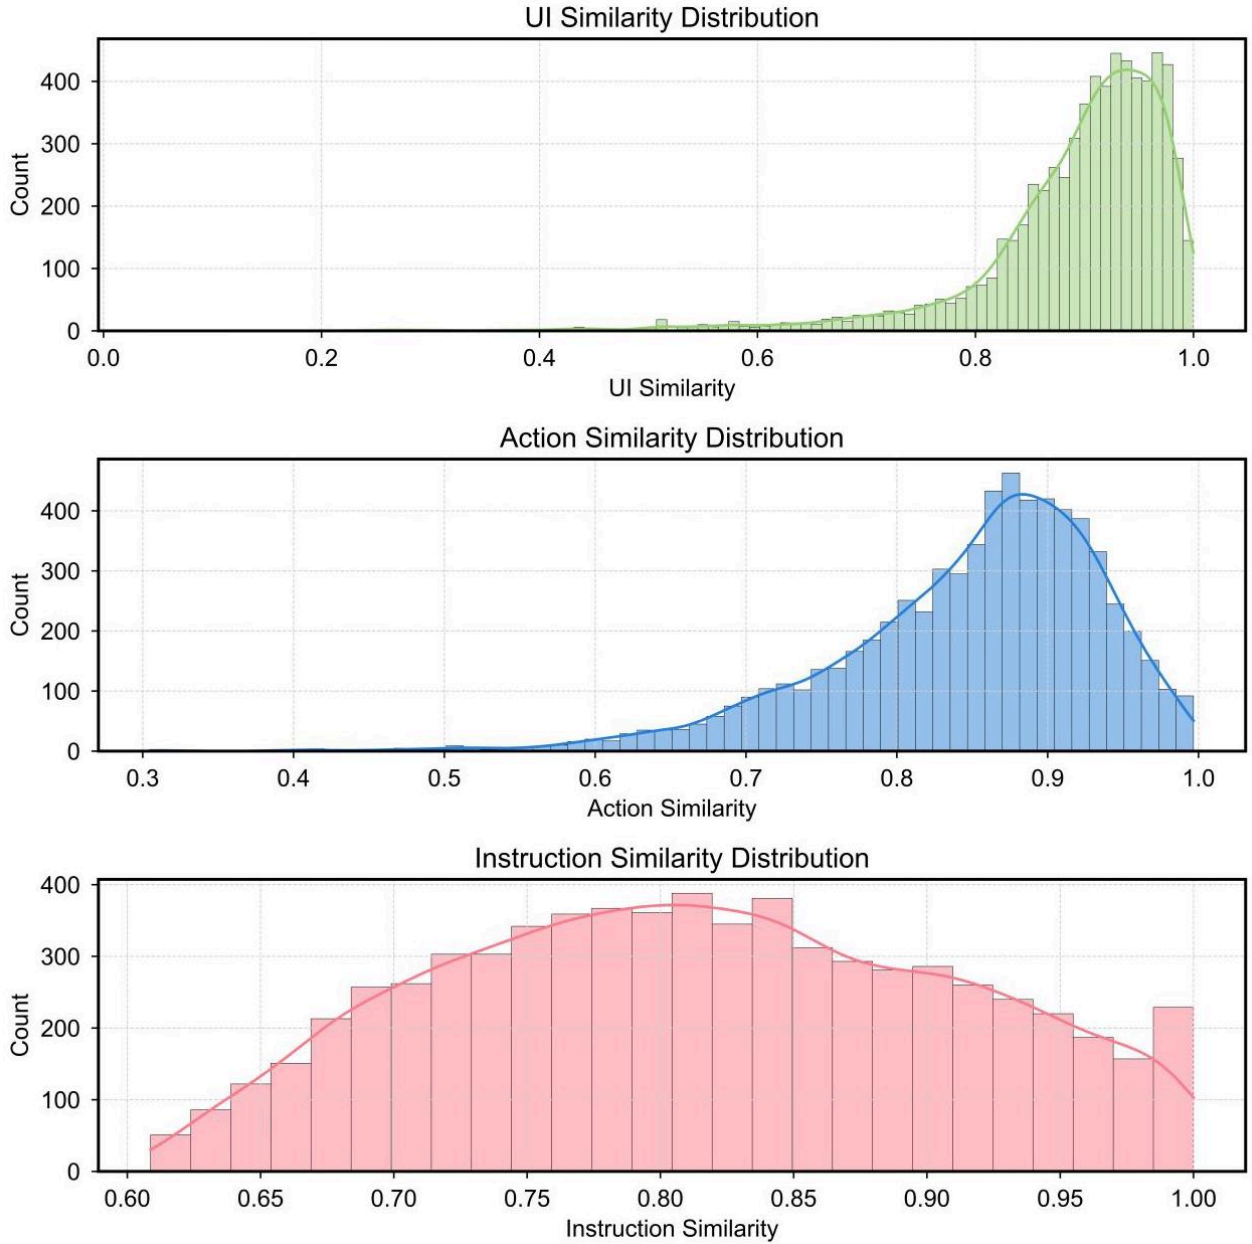 UI Similarity Distribution
400
300
200
100
0
Count
0.0 0.2 0.4 0.6 0.8 1.0
UI Similarity
Action Similarity Distribution
400
300
200
100
0
Count
0.3 0.4 0.5 0.6 0.7 0.8 0.9 1.0
Action Similarity
Instruction Similarity Distribution
400
300
200
100
0
Count
0.60 0.65 0.70 0.75 0.80 0.85 0.90 0.95 1.00
Instruction Similarity